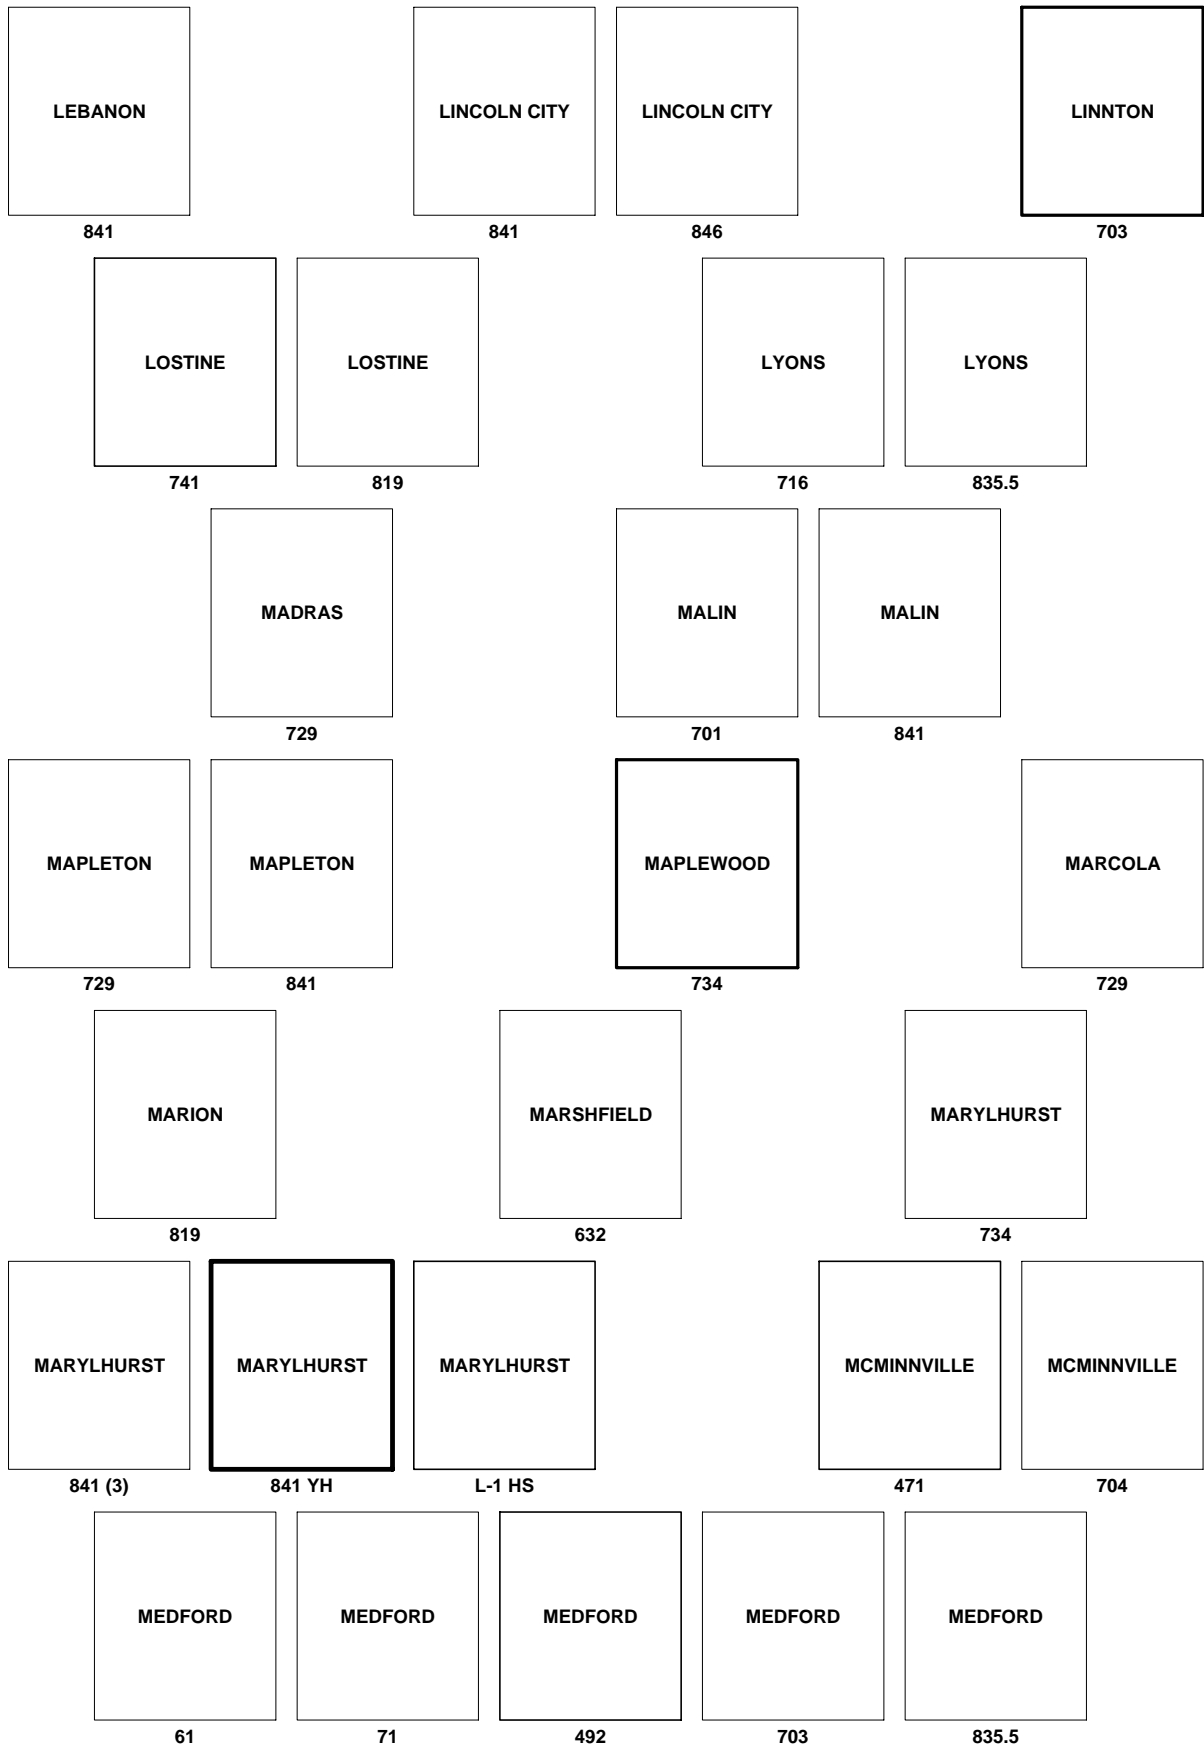 LEBANON LINCOLN CITY LINCOLN CITY LINNTON
841 841 846 703
LOSTINE LOSTINE LYONS LYONS
741 819 716 835.5
MADRAS MALIN MALIN
729 701 841
MAPLETON MAPLETON MAPLEWOOD MARCOLA
729 841 734 729
MARION MARSHFIELD MARYLHURST
819 632 734
MARYLHURST MARYLHURST MARYLHURST MCMINNVILLE MCMINNVILLE
841 (3) 841 YH L-1 HS 471 704
MEDFORD MEDFORD MEDFORD MEDFORD MEDFORD
61 71 492 703 835.5